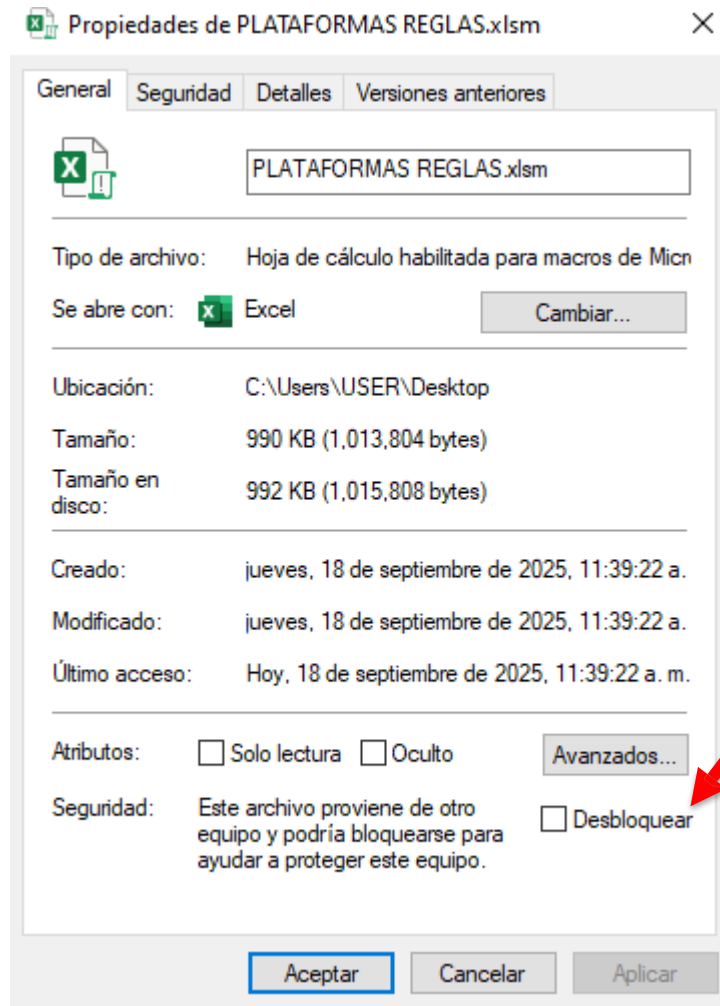 Propiedades de PLATAFORMAS REGLAS.xlsm
General Seguridad Detalles Versiones anteriores
PLATAFORMAS REGLAS.xlsm
Tipo de archivo: Hoja de cálculo habilitada para macros de Micr
Se abre con: Excel Cambiar...
Ubicación: C:\Users\USER\Desktop
Tamaño: 990 KB (1,013,804 bytes)
Tamaño en
disco: 992 KB (1,015,808 bytes)
Creado: jueves, 18 de septiembre de 2025, 11:39:22 a.
Modificado: jueves, 18 de septiembre de 2025, 11:39:22 a.
Último acceso: Hoy, 18 de septiembre de 2025, 11:39:22 a. m.
Atributos: Solo lectura Oculto Avanzados...
Seguridad: Este archivo proviene de otro
equipo y podría bloquearse para
ayudar a proteger este equipo.
Desbloquear
Aceptar Cancelar Aplicar